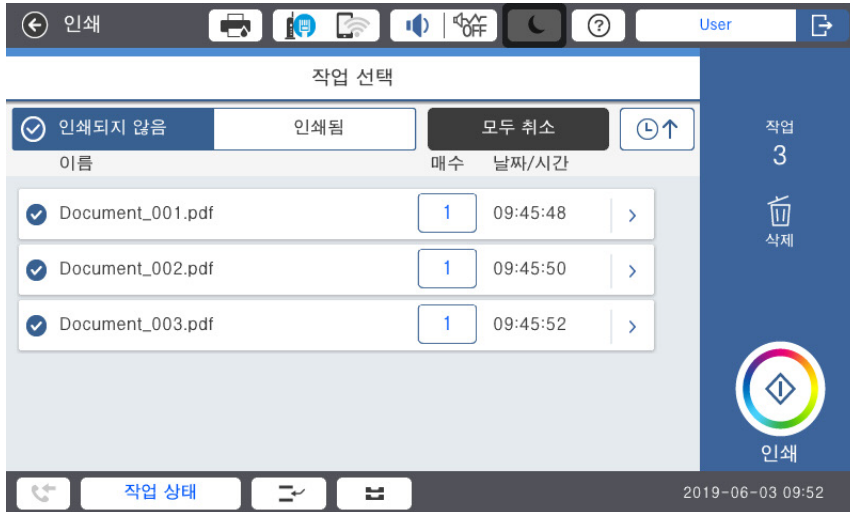 인쇄
OFF
?
User
작업 선택
인쇄되지 않음
인쇄됨
모두 취소
이름
매수
날짜/시간
Document_001.pdf
1
09:45:48
Document_002.pdf
1
09:45:50
Document_003.pdf
1
09:45:52
작업
3
삭제
인쇄
작업 상태
2019-06-03 09:52